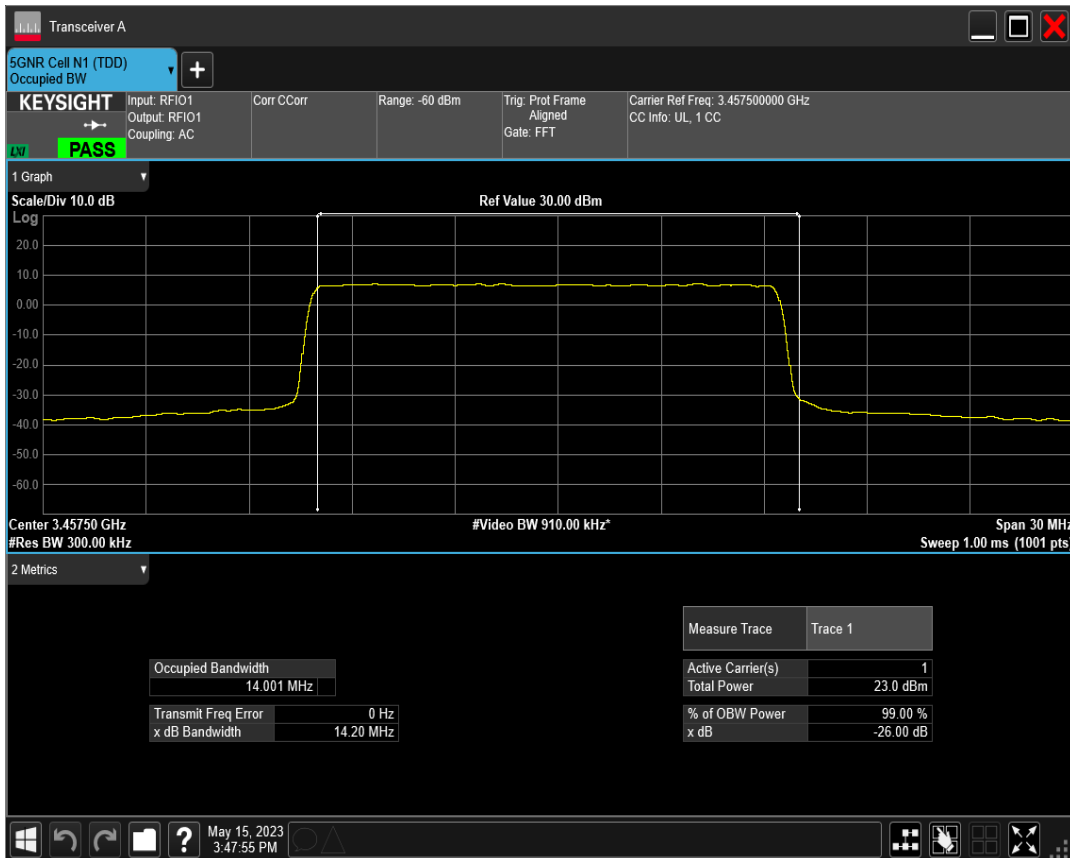 Transceiver A
5GNR Cell N1 (TDD)
Occupied BW
+
KEYSIGHT
LXI
PASS
Input: RFIO1
Output: RFIO1
Coupling: AC
Corr CCorr
Range: -60 dBm
Trig: Prot Frame
Aligned
Gate: FFT
Carrier Ref Freq: 3.457500000 GHz
CC Info: UL, 1 CC
1 Graph
Scale/Div 10.0 dB
Ref Value 30.00 dBm
Log
20.0
10.0
0.00
-10.0
-20.0
-30.0
-40.0
-50.0
-60.0
Center 3.45750 GHz
#Video BW 910.00 kHz*
Span 30 MHz
#Res BW 300.00 kHz
Sweep 1.00 ms (1001 pts)
2 Metrics
Measure Trace Trace 1
Occupied Bandwidth
14.001 MHz
Transmit Freq Error 0 Hz
x dB Bandwidth 14.20 MHz
Active Carrier(s) 1
Total Power 23.0 dBm
% of OBW Power 99.00 %
x dB -26.00 dB
?
May 15, 2023
3:47:55 PM